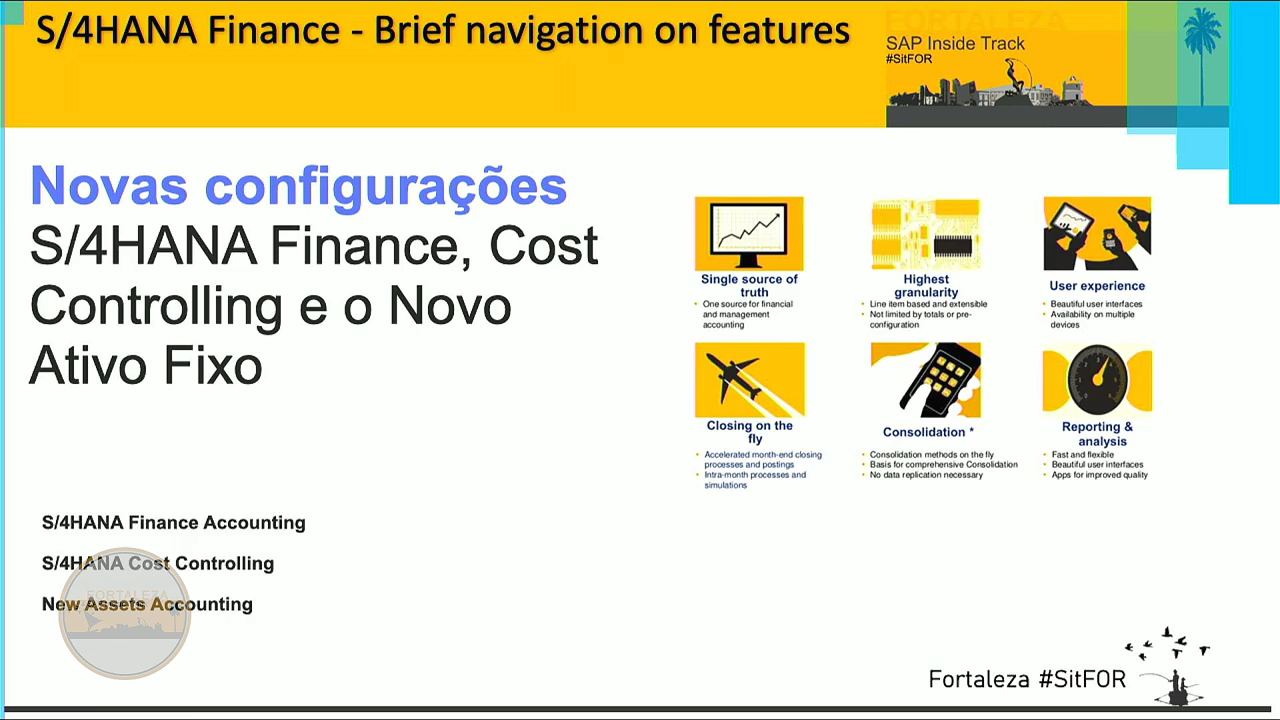 S/4HANA Finance - Brief navigation on features
FORTALEZA
SAP Inside Track
#SitFOR
Novas configurações
S/4HANA Finance, Cost
Controlling e o Novo
Ativo Fixo
Single source of
truth
• One source for financial
and management
accounting
Highest
granularity
• Line item based and extensible
• Not limited by totals or pre-
configuration
User experience
• Beautiful user interfaces
• Availability on multiple
devices
Closing on the
fly
• Accelerated month-end closing
processes and postings
• Intra-month processes and
simulations
Consolidation *
• Consolidation methods on the fly
• Basis for comprehensive Consolidation
• No data replication necessary
Reporting &
analysis
• Fast and flexible
• Beautiful user interfaces
• Apps for improved quality
S/4HANA Finance Accounting
S/4HANA Cost Controlling
New Assets Accounting
FORTALEZA
Fortaleza #SitFOR